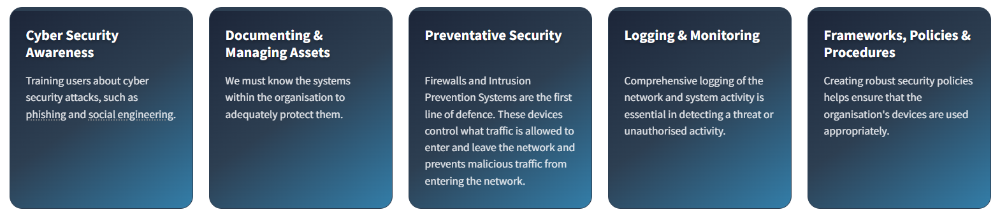 Cyber Security
Awareness
Training users about cyber
security attacks, such as
phishing and social engineering.
Documenting &
Managing Assets
We must know the systems
within the organisation to
adequately protect them.
Preventative Security
Firewalls and Intrusion
Prevention Systems are the first
line of defence. These devices
control what traffic is allowed to
enter and leave the network and
prevents malicious traffic from
entering the network.
Logging & Monitoring
Comprehensive logging of the
network and system activity is
essential in detecting a threat or
unauthorised activity.
Frameworks, Policies &
Procedures
Creating robust security policies
helps ensure that the
organisation's devices are used
appropriately.